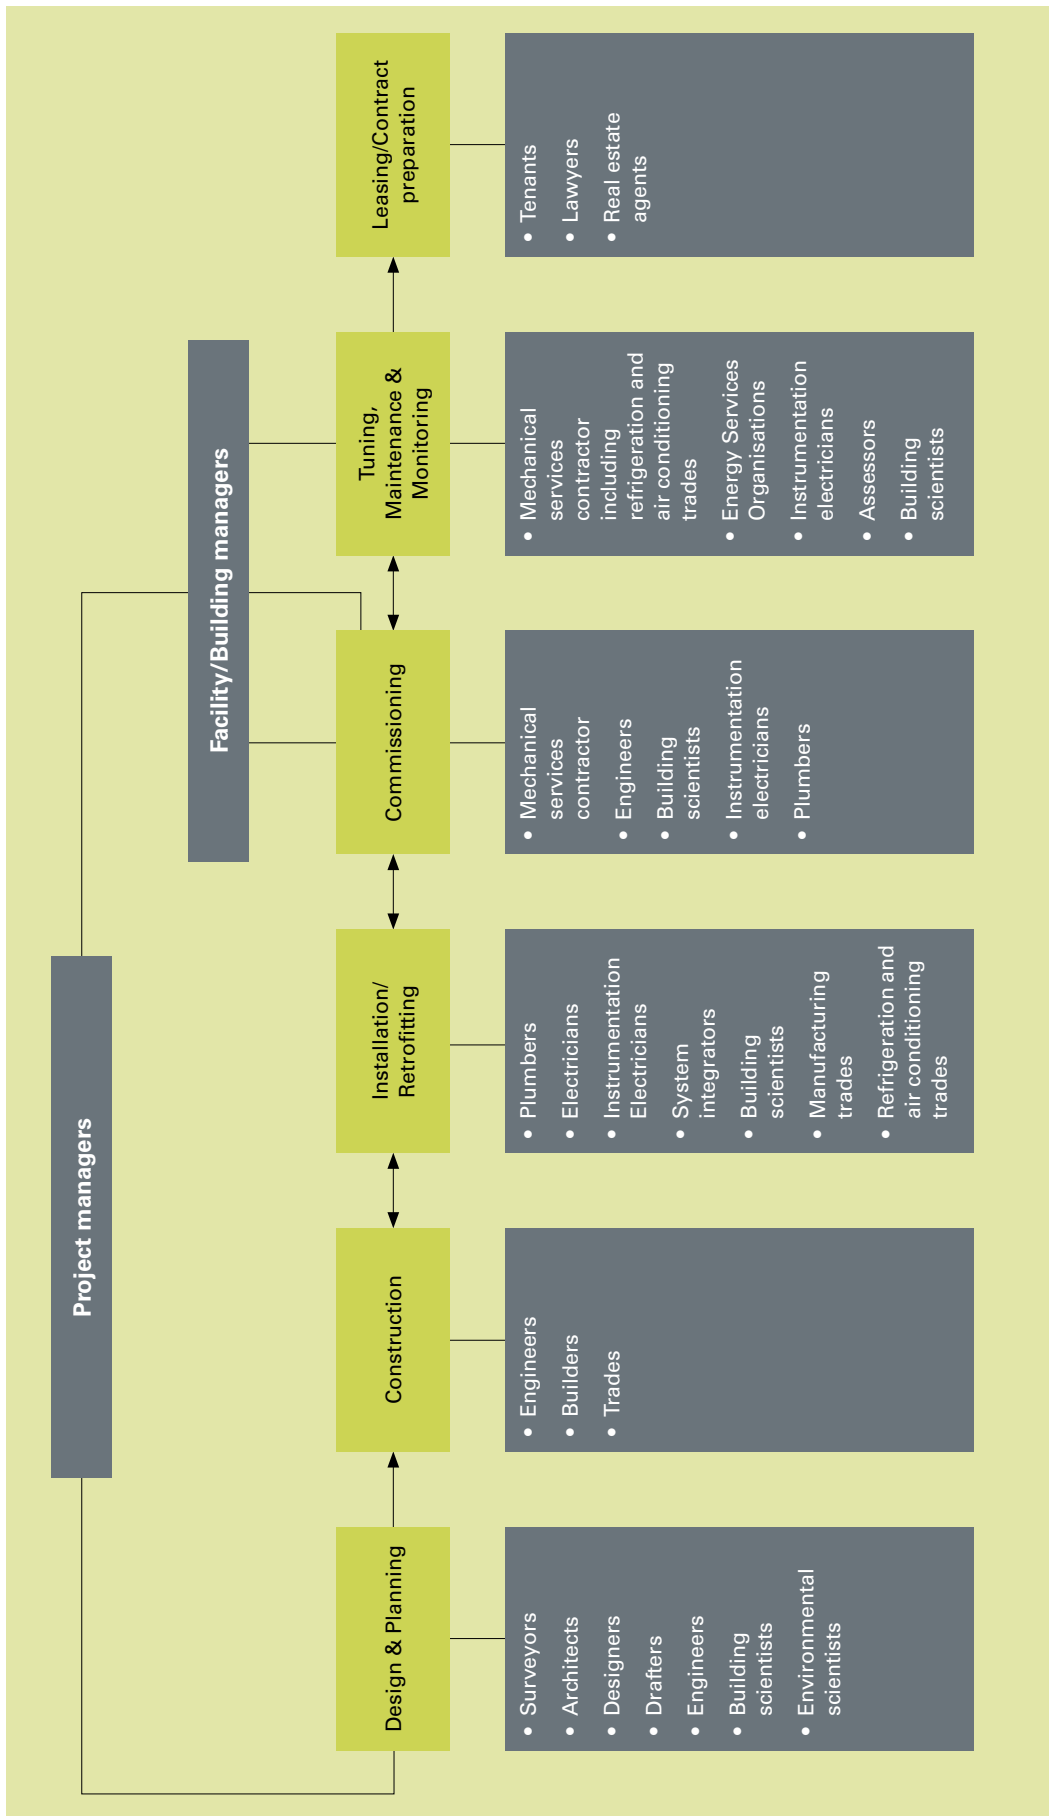 Project managers
Facility/Building managers
Design & Planning
Construction
Installation/
Retrofitting
Commissioning
Tuning,
Maintenance &
Monitoring
Leasing/Contract
preparation
• Surveyors
• Architects
• Designers
• Drafters
• Engineers
• Building
scientists
• Environmental
scientists
• Engineers
• Builders
• Trades
• Plumbers
• Electricians
• Instrumentation
Electricians
• System
integrators
• Building
scientists
• Manufacturing
trades
• Refrigeration and
air conditioning
trades
• Mechanical
services
contractor
• Engineers
• Building
scientists
• Instrumentation
electricians
• Plumbers
• Mechanical
services
contractor
including
refrigeration and
air conditioning
trades
• Energy Services
Organisations
• Instrumentation
electricians
• Assessors
• Building
scientists
• Tenants
• Lawyers
• Real estate
agents